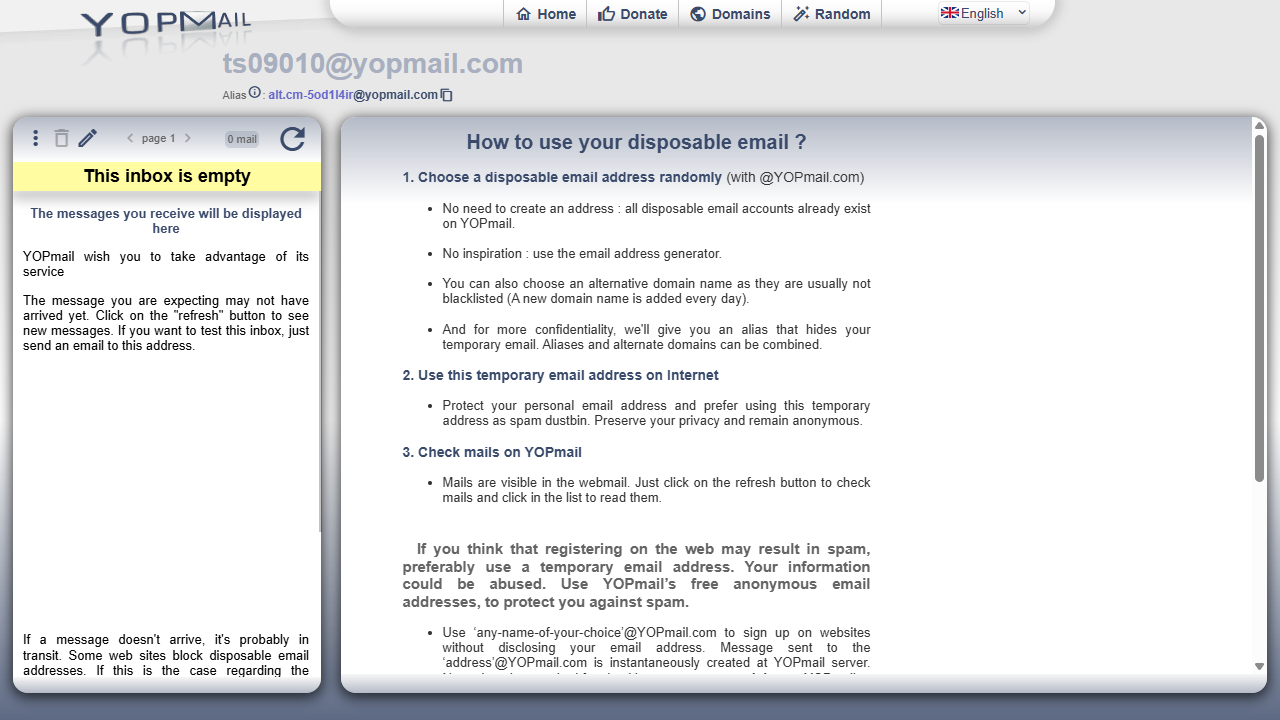 YOPMAIL
Home
Donate
Domains
Random
English
ts09010@yopmail.com
Alias : alt.cm-5od1l4ir@yopmail.com
page 1
0 mail
This inbox is empty
The messages you receive will be displayed
here
YOPmail wish you to take advantage of its
service
The message you are expecting may not have
arrived yet. Click on the "refresh" button to see
new messages. If you want to test this inbox, just
send an email to this address.
If a message doesn't arrive, it's probably in
transit. Some web sites block disposable email
addresses. If this is the case regarding the
How to use your disposable email ?
1. Choose a disposable email address randomly (with @YOPmail.com)
• No need to create an address : all disposable email accounts already exist
on YOPmail.
• No inspiration : use the email address generator.
• You can also choose an alternative domain name as they are usually not
blacklisted (A new domain name is added every day).
• And for more confidentiality, we'll give you an alias that hides your
temporary email. Aliases and alternate domains can be combined.
2. Use this temporary email address on Internet
• Protect your personal email address and prefer using this temporary
address as spam dustbin. Preserve your privacy and remain anonymous.
3. Check mails on YOPmail
• Mails are visible in the webmail. Just click on the refresh button to check
mails and click in the list to read them.
If you think that registering on the web may result in spam,
preferably use a temporary email address. Your information
could be abused. Use YOPmail’s free anonymous email
addresses, to protect you against spam.
• Use ‘any-name-of-your-choice’@YOPmail.com to sign up on websites
without disclosing your email address. Message sent to the
‘address’@YOPmail.com is instantaneously created at YOPmail server.